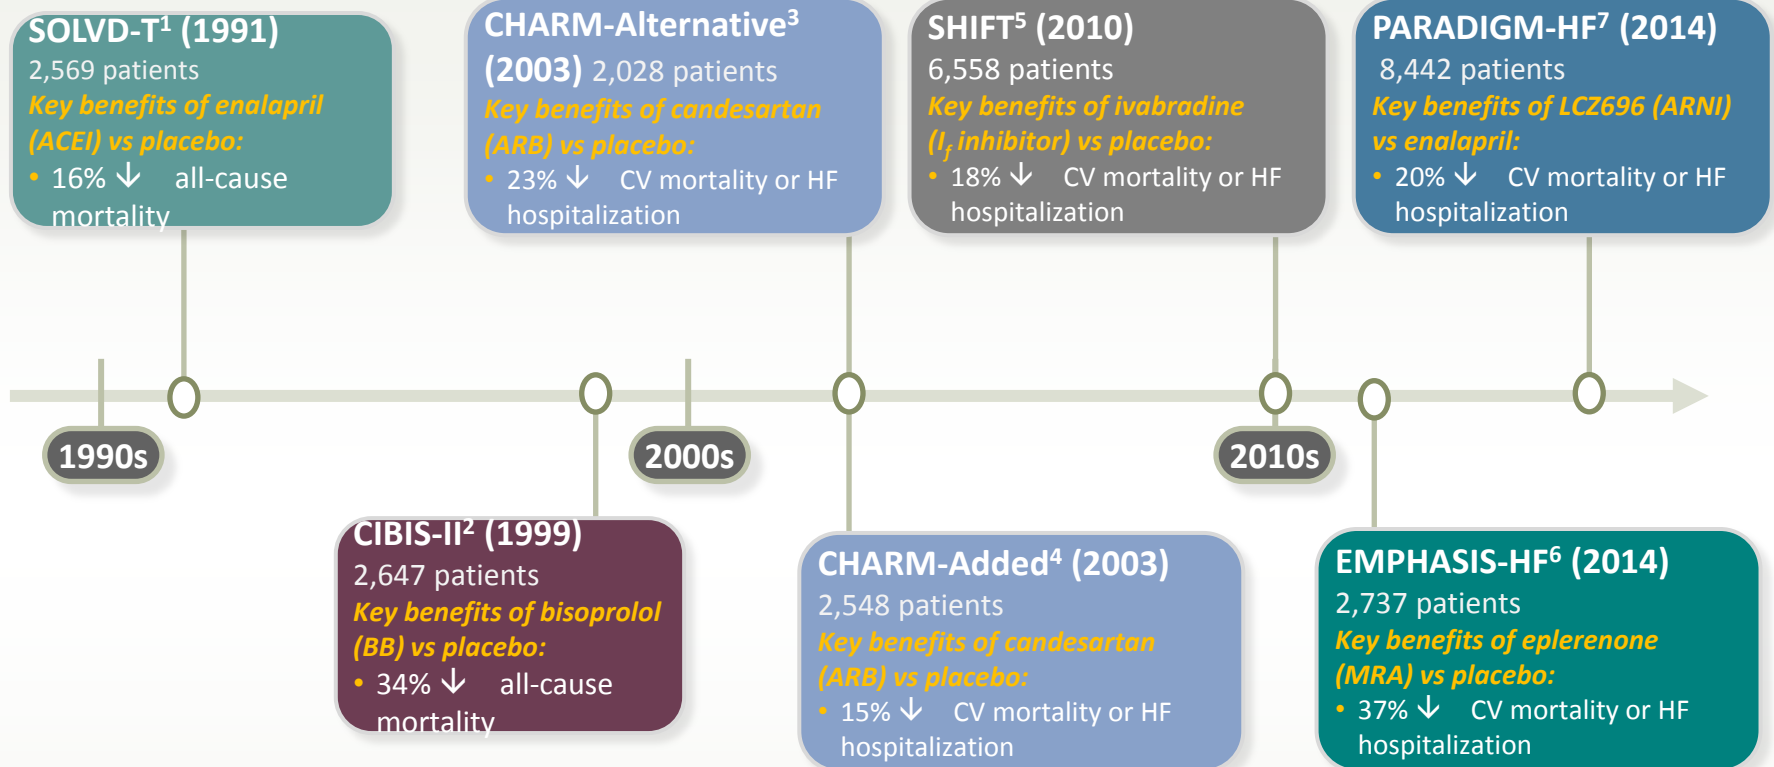 SOLVD-T¹ (1991)
2,569 patients
Key benefits of enalapril
(ACEI) vs placebo:
• 16% ↓ all-cause
mortality
CHARM-Alternative³
(2003) 2,028 patients
Key benefits of candesartan
(ARB) vs placebo:
• 23% ↓ CV mortality or HF
hospitalization
SHIFT⁵ (2010)
6,558 patients
Key benefits of ivabradine
(If inhibitor) vs placebo:
• 18% ↓ CV mortality or HF
hospitalization
PARADIGM-HF⁷ (2014)
8,442 patients
Key benefits of LCZ696 (ARNI)
vs enalapril:
• 20% ↓ CV mortality or HF
hospitalization
1990s
2000s
2010s
CIBIS-II² (1999)
2,647 patients
Key benefits of bisoprolol
(BB) vs placebo:
• 34% ↓ all-cause
mortality
CHARM-Added⁴ (2003)
2,548 patients
Key benefits of candesartan
(ARB) vs placebo:
• 15% ↓ CV mortality or HF
hospitalization
EMPHASIS-HF⁶ (2014)
2,737 patients
Key benefits of eplerenone
(MRA) vs placebo:
• 37% ↓ CV mortality or HF
hospitalization